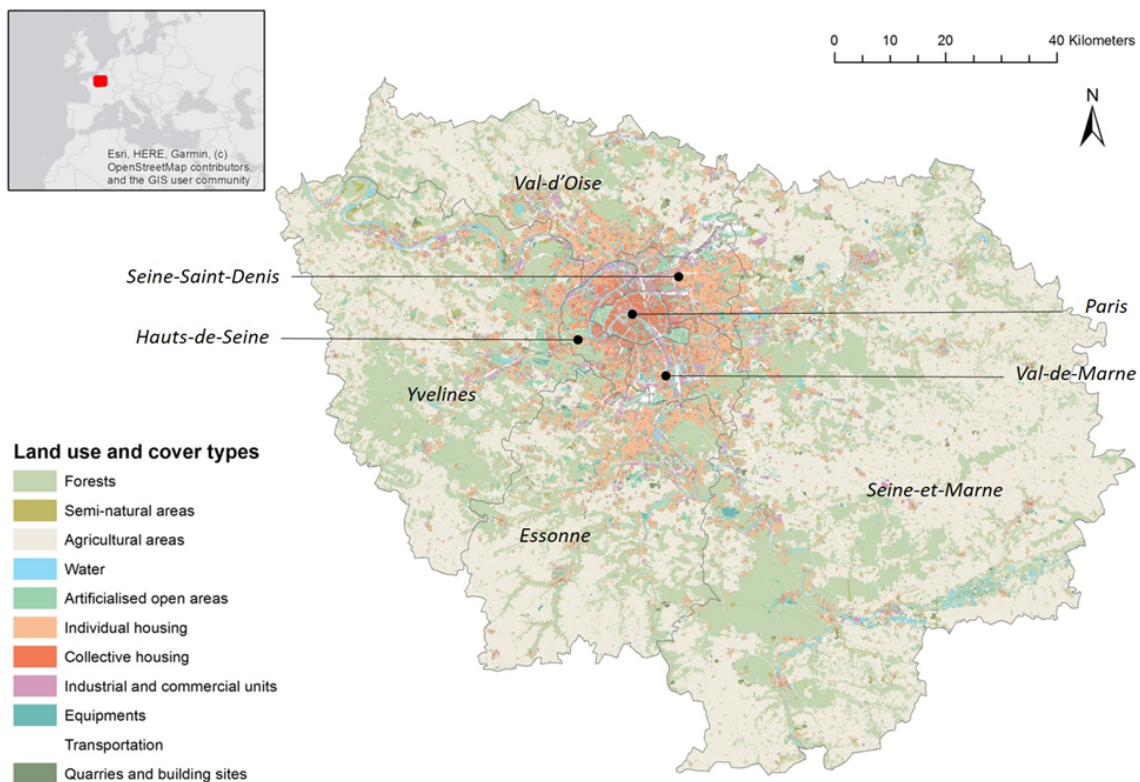 Esri, HERE, Garmin, (c)
OpenStreetMap contributors,
and the GIS user community
0 10 20 40 Kilometers
N
Val-d'Oise
Seine-Saint-Denis
Paris
Hauts-de-Seine
Val-de-Marne
Yvelines
Seine-et-Marne
Essonne
Land use and cover types
Forests
Semi-natural areas
Agricultural areas
Water
Artificialised open areas
Individual housing
Collective housing
Industrial and commercial units
Equipments
Transportation
Quarries and building sites